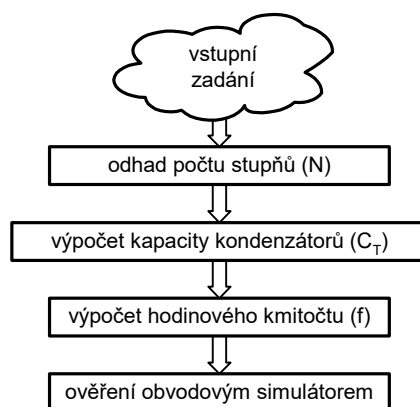 vstupní
zadání
odhad počtu stupňů (N)
výpočet kapacity kondenzátorů (C_T)
výpočet hodinového kmitočtu (f)
ověření obvodovým simulátorem